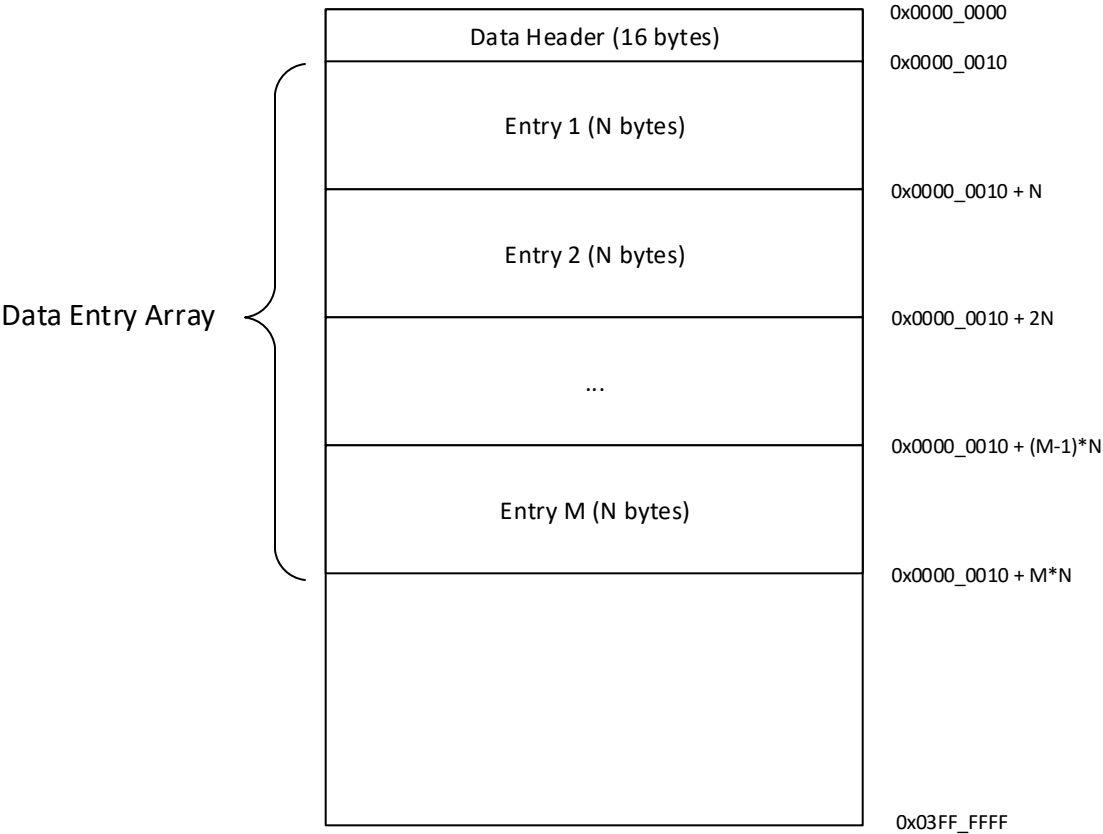 0x0000_0000
Data Header (16 bytes)
0x0000_0010
Entry 1 (N bytes)
0x0000_0010 + N
Entry 2 (N bytes)
Data Entry Array
0x0000_0010 + 2N
...
0x0000_0010 + (M-1)*N
Entry M (N bytes)
0x0000_0010 + M*N
0x03FF_FFFF